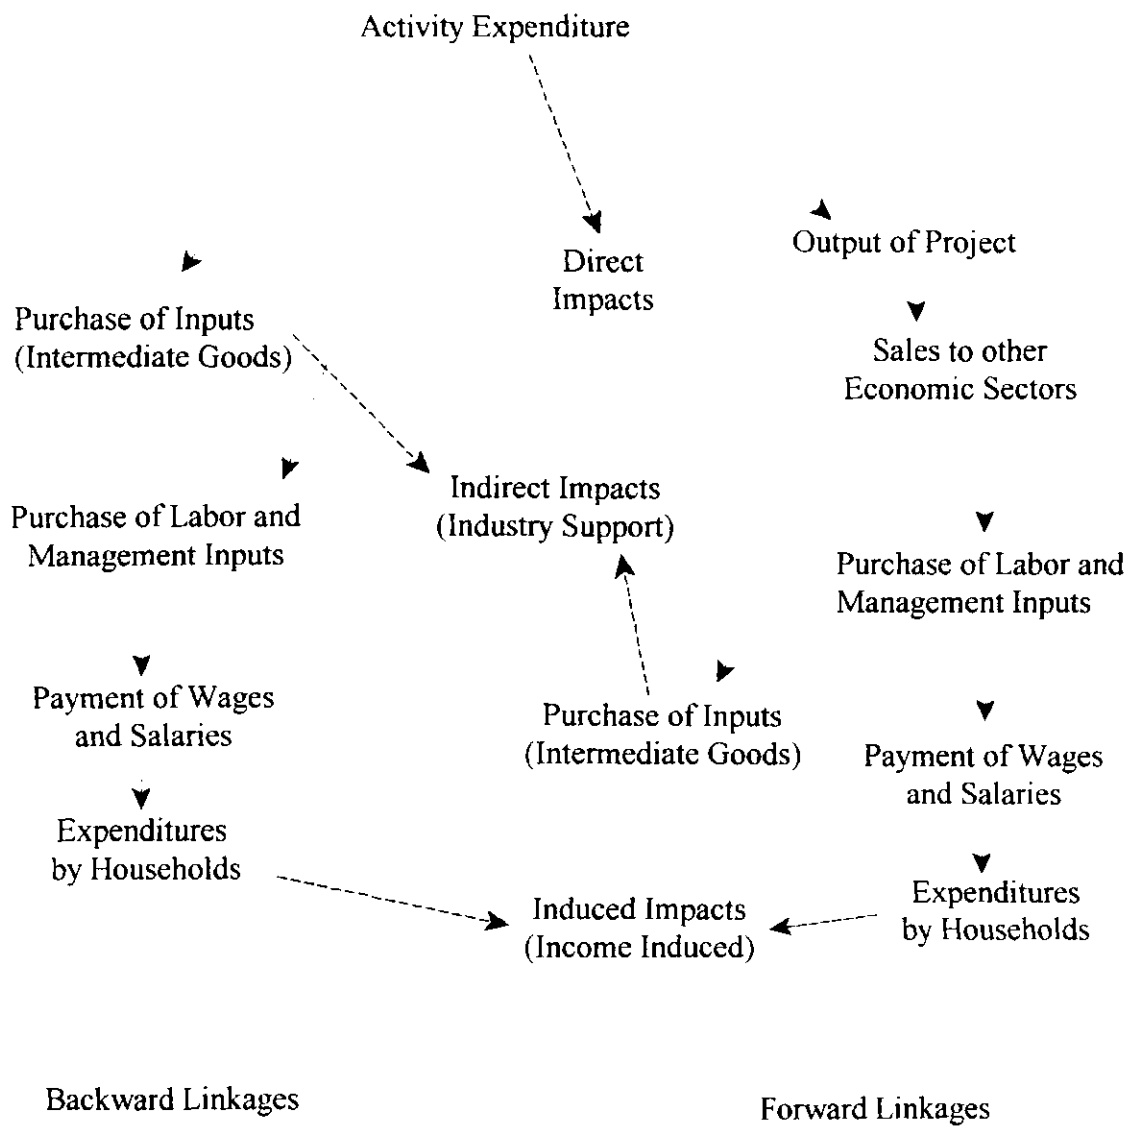 Activity Expenditure
Direct
Impacts
Output of Project
Purchase of Inputs
(Intermediate Goods)
Sales to other
Economic Sectors
Indirect Impacts
(Industry Support)
Purchase of Labor and
Management Inputs
Purchase of Labor and
Management Inputs
Payment of Wages
and Salaries
Purchase of Inputs
(Intermediate Goods)
Payment of Wages
and Salaries
Expenditures
by Households
Induced Impacts
(Income Induced)
Expenditures
by Households
Backward Linkages
Forward Linkages